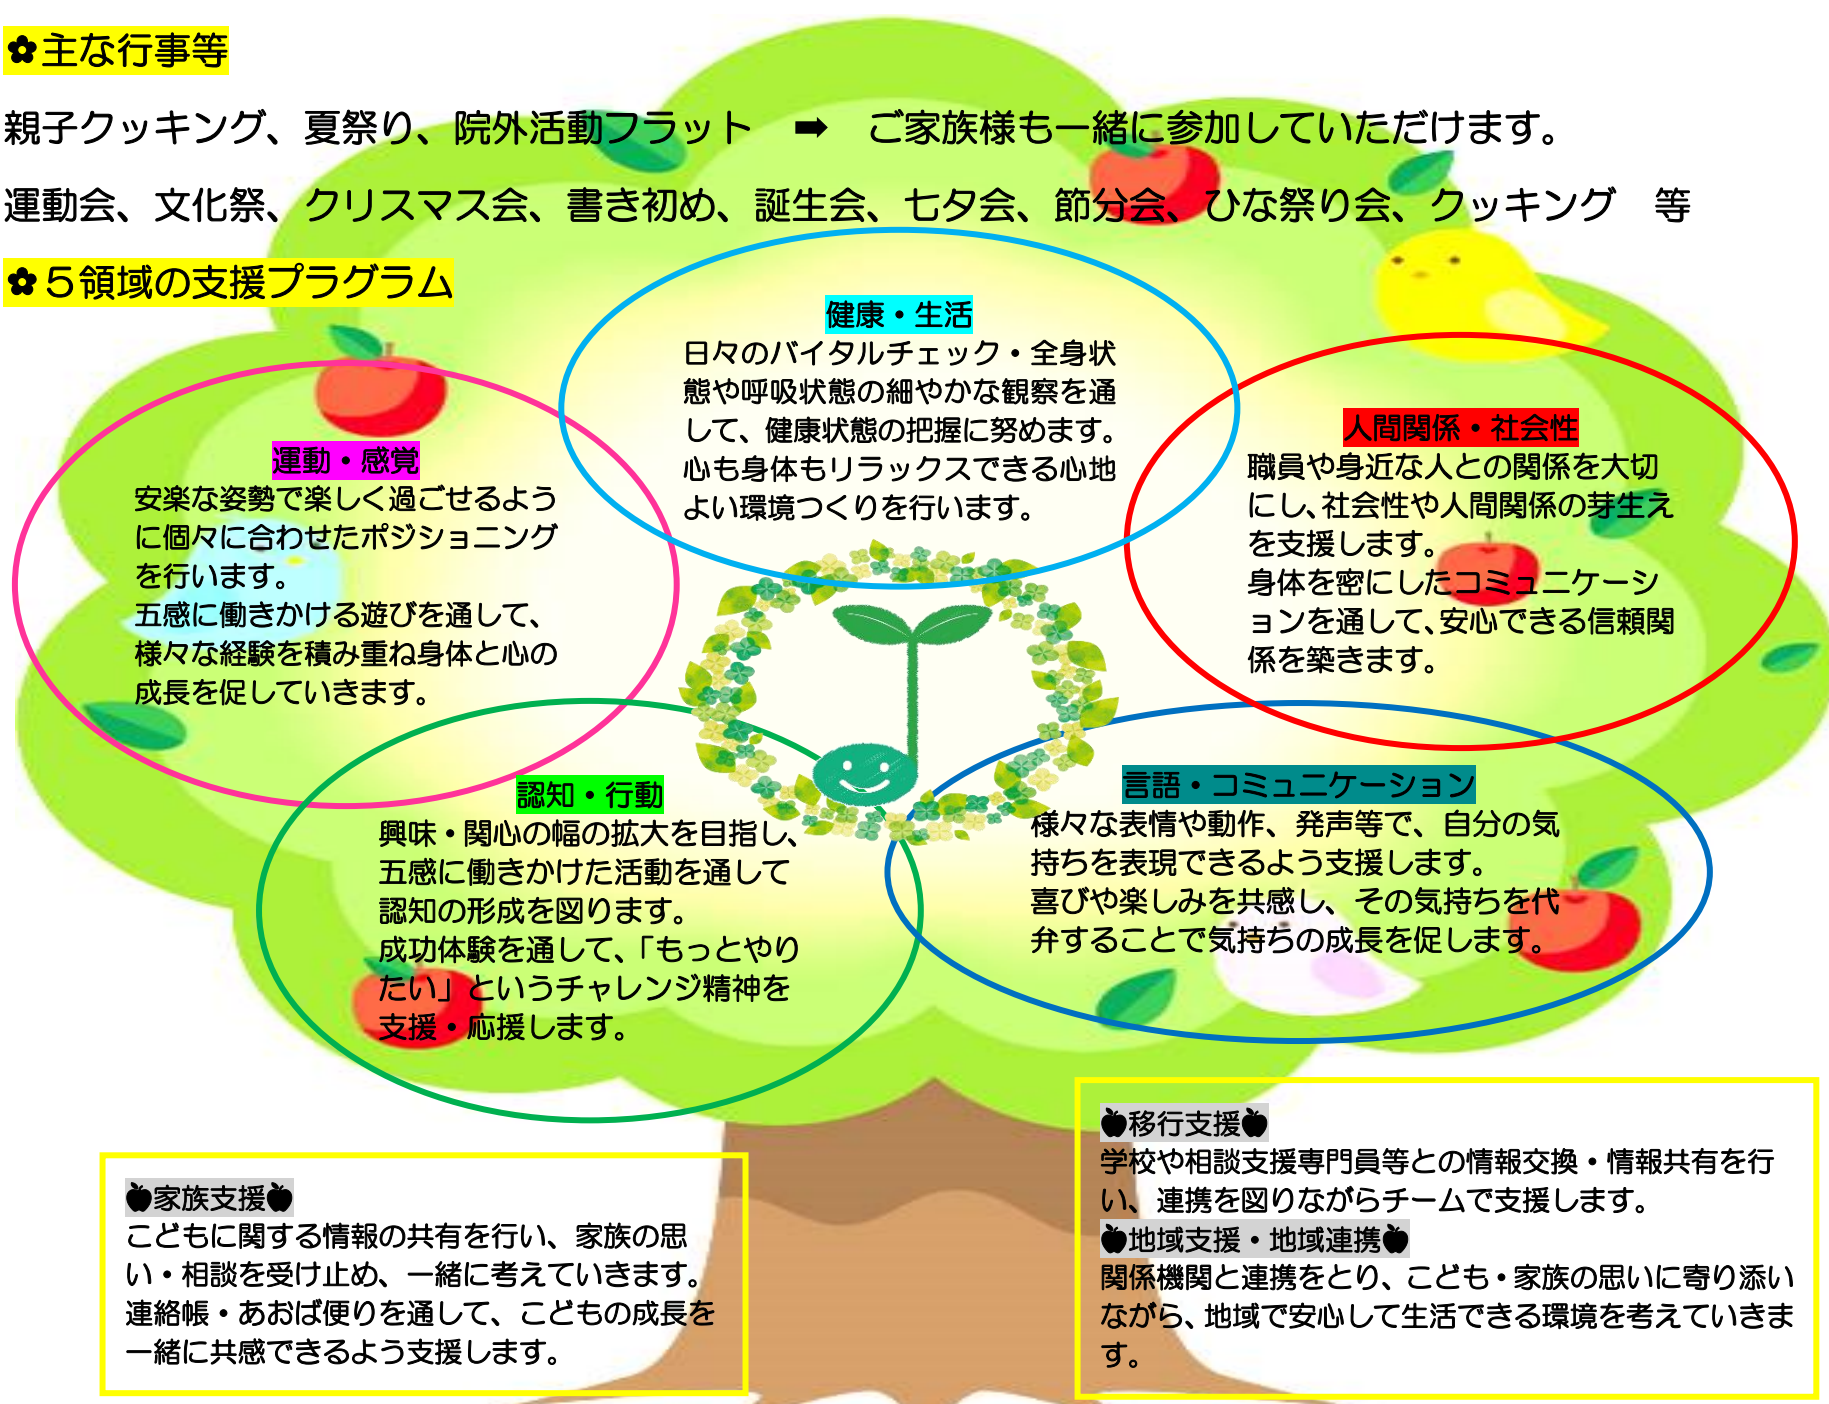 ✿主な行事等
親子クッキング、夏祭り、院外活動フラット　➡　ご家族様も一緒に参加していただけます。
運動会、文化祭、クリスマス会、書き初め、誕生会、七夕会、節分会、ひな祭り会、クッキング　等
✿５領域の支援プラグラム
健康・生活
日々のバイタルチェック・全身状
態や呼吸状態の細やかな観察を通
して、健康状態の把握に努めます。
心も身体もリラックスできる心地
よい環境つくりを行います。
運動・感覚
安楽な姿勢で楽しく過ごせるよう
に個々に合わせたポジショニング
を行います。
五感に働きかける遊びを通して、
様々な経験を積み重ね身体と心の
成長を促していきます。
人間関係・社会性
職員や身近な人との関係を大切
にし、社会性や人間関係の芽生え
を支援します。
身体を密にしたコミュニケーシ
ョンを通して、安心できる信頼関
係を築きます。
認知・行動
興味・関心の幅の拡大を目指し、
五感に働きかけた活動を通して
認知の形成を図ります。
成功体験を通して、「もっとやり
たい」というチャレンジ精神を
支援・応援します。
言語・コミュニケーション
様々な表情や動作、発声等で、自分の気
持ちを表現できるよう支援します。
喜びや楽しみを共感し、その気持ちを代
弁することで気持ちの成長を促します。
家族支援
こどもに関する情報の共有を行い、家族の思
い・相談を受け止め、一緒に考えていきます。
連絡帳・あおば便りを通して、こどもの成長を
一緒に共感できるよう支援します。
移行支援
学校や相談支援専門員等との情報交換・情報共有を行
い、連携を図りながらチームで支援します。
地域支援・地域連携
関係機関と連携をとり、こども・家族の思いに寄り添い
ながら、地域で安心して生活できる環境を考えていきま
す。